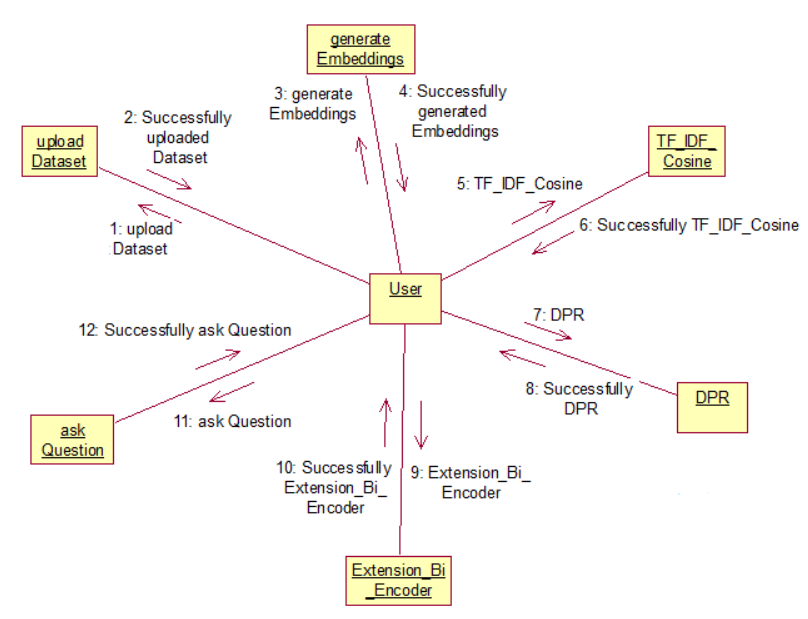 generate
Embeddings
3: generate
Embeddings
4: Successfully
generated
Embeddings
2: Successfully
uploaded
Dataset
upload
Dataset
1: upload
Dataset
TF_IDF_
Cosine
5: TF_IDF_Cosine
6: Successfully TF_IDF_Cosine
User
7: DPR
8: Successfully
DPR
DPR
12: Successfully ask Question
11: ask Question
ask
Question
10: Successfully
Extension_Bi_
Encoder
9: Extension_Bi_
Encoder
Extension_Bi
_Encoder